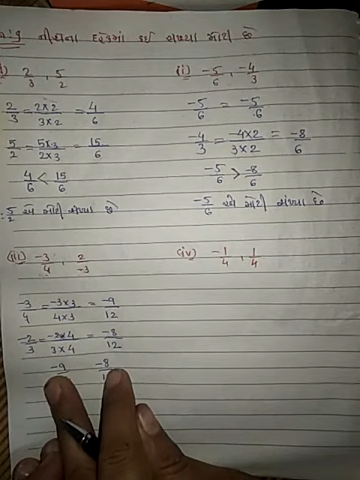 નીચેના દરેકમાં કઈ સંખ્યા મોટી છે
(i) 2/3 , 5/2
2/3 = 2×2/3×2 = 4/6
5/2 = 5×3/2×3 = 15/6
4/6 < 15/6
5/2 એ મોટી સંખ્યા છે
(ii) -5/6 , -4/3
-5/6 = -5/6
-4/3 = -4×2/3×2 = -8/6
-5/6 > -8/6
-5/6 એ મોટી સંખ્યા છે
(iii) -3/4 , 2/-3
-3/4 = -3×3/4×3 = -9/12
-2/3 = -2×4/3×4 = -8/12
-9 -8
(iv) -1/4 , 1/4